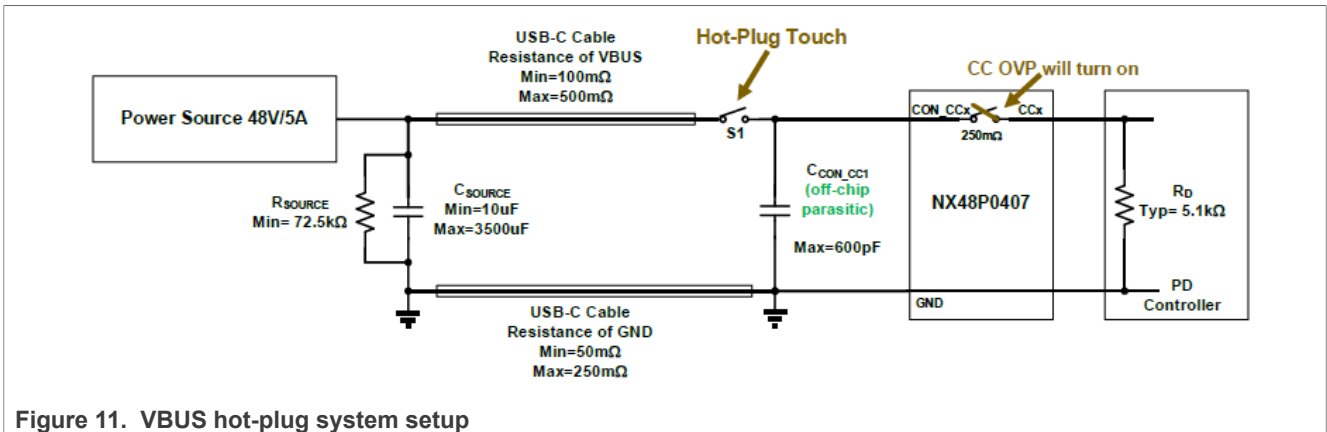 USB-C Cable
Resistance of VBUS
Min=100mΩ
Max=500mΩ
Hot-Plug Touch
CC OVP will turn on
Power Source 48V/5A
CON_CCx
CCx
250mΩ
S1
RSOURCE
Min= 72.5kΩ
CSOURCE
Min=10uF
Max=3500uF
CCON_CC1
(off-chip
parasitic)
Max=600pF
NX48P0407
RD
Typ= 5.1kΩ
GND
PD
Controller
USB-C Cable
Resistance of GND
Min=50mΩ
Max=250mΩ
Figure 11. VBUS hot-plug system setup